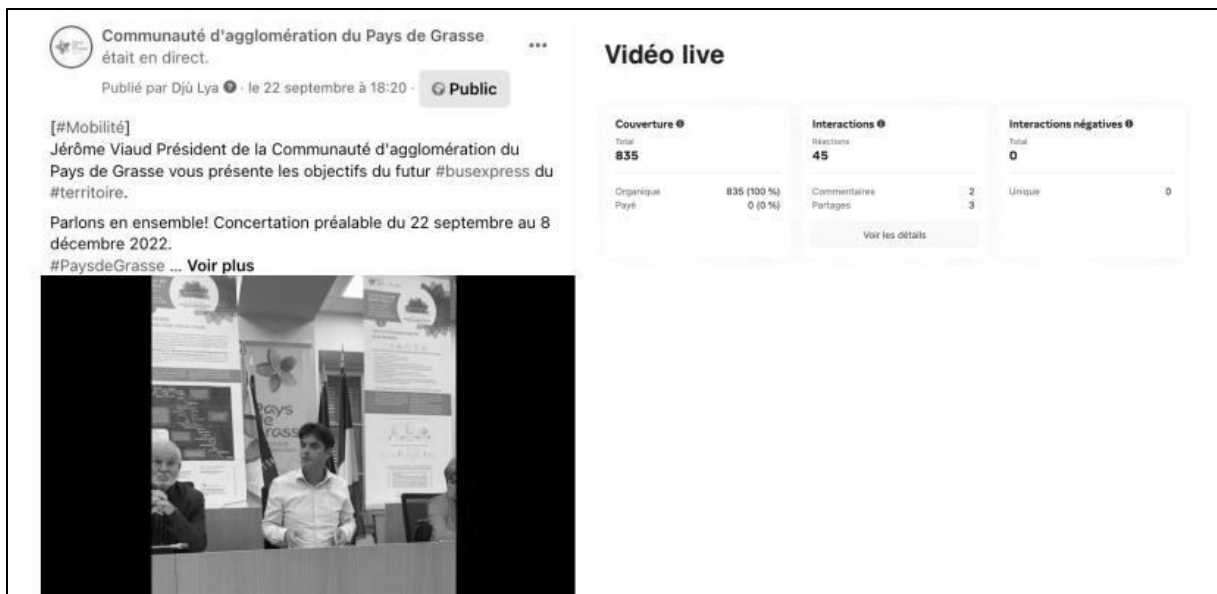 Communauté d'agglomération du Pays de Grasse
était en direct.
Publié par Djù Lya · le 22 septembre à 18:20 ·
Public
[#Mobilité]
Jérôme Viaud Président de la Communauté d'agglomération du
Pays de Grasse vous présente les objectifs du futur #busexpress du
#territoire.
Parlons en ensemble! Concertation préalable du 22 septembre au 8
décembre 2022.
#PaysdeGrasse ... Voir plus
Pays
de
Grasse
Vidéo live
Couverture
Total
835
Organique 835 (100 %)
Payé 0 (0 %)
Interactions
Réactions
45
Commentaires 2
Partages 3
Voir les détails
Interactions négatives
Total
0
Unique 0